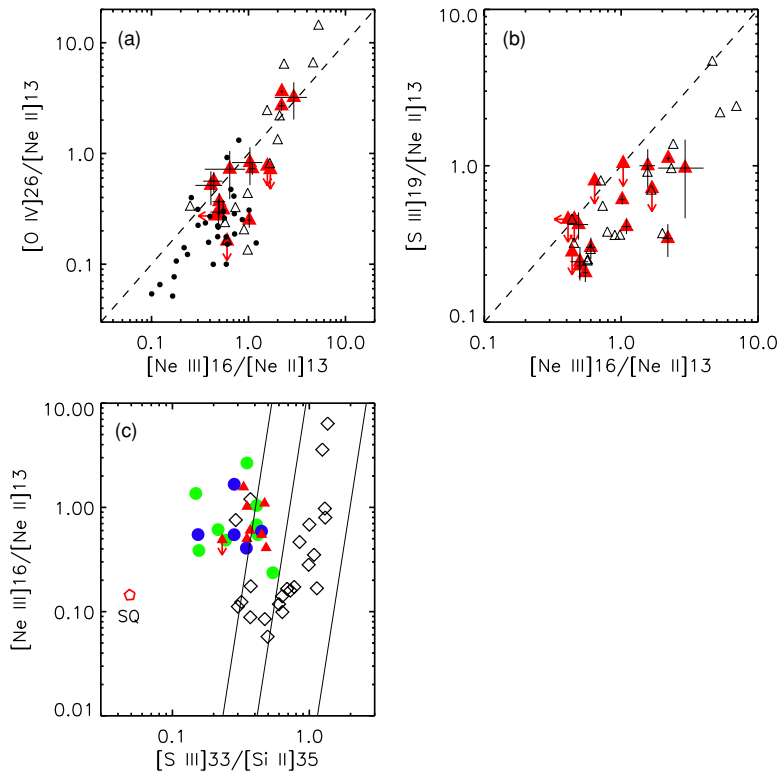 (a)
10.0
1.0
0.1
[O IV]26/[Ne II]13
0.1 1.0 10.0
[Ne III]16/[Ne II]13
(b)
10.0
1.0
0.1
[S III]19/[Ne II]13
0.1 1.0 10.0
[Ne III]16/[Ne II]13
(c)
10.00
1.00
0.10
0.01
[Ne III]16/[Ne II]13
SQ
0.1 1.0
[S III]33/[Si II]35